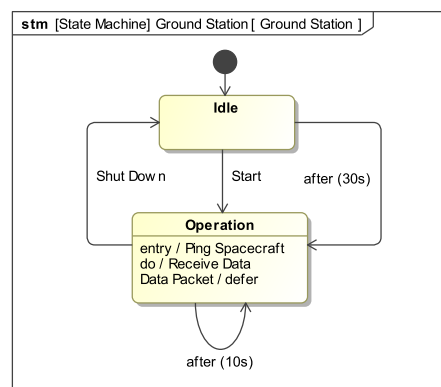 stm [State Machine] Ground Station [ Ground Station ]
Idle
Shut Down
Start
after (30s)
Operation
entry / Ping Spacecraft
do / Receive Data
Data Packet / defer
after (10s)